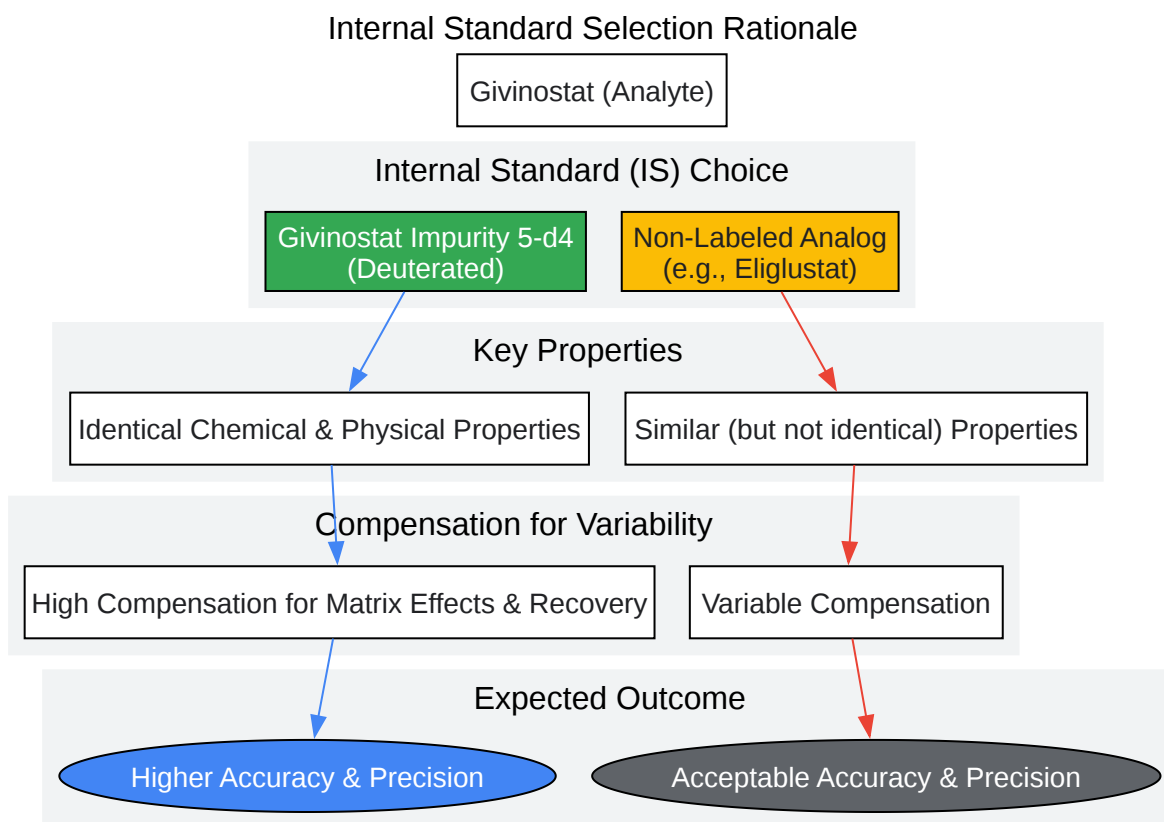 Internal Standard Selection Rationale
Givinostat (Analyte)
Internal Standard (IS) Choice
Givinostat Impurity 5-d4
(Deuterated)
Non-Labeled Analog
(e.g., Eliglustat)
Key Properties
Identical Chemical & Physical Properties
Similar (but not identical) Properties
Compensation for Variability
High Compensation for Matrix Effects & Recovery
Variable Compensation
Expected Outcome
Higher Accuracy & Precision
Acceptable Accuracy & Precision